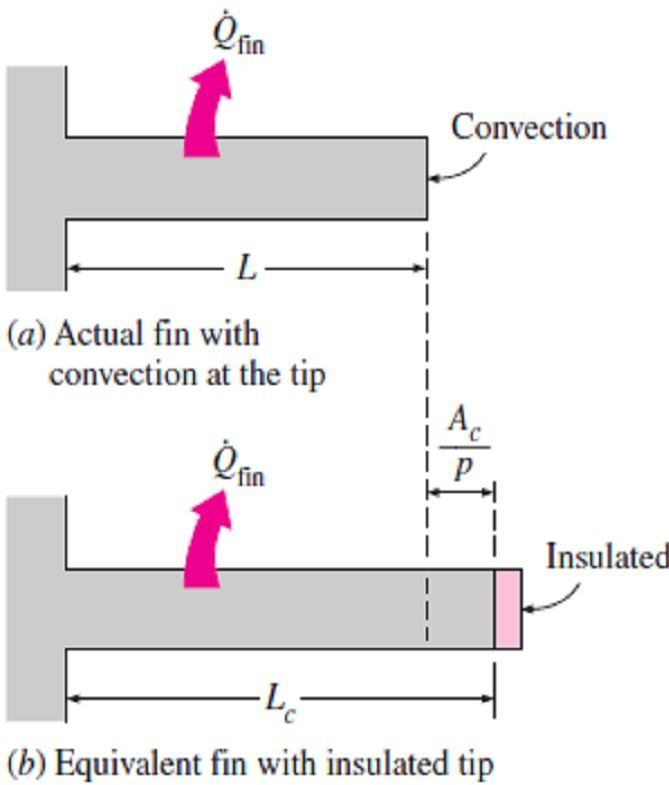 Q̇fin
Convection
L
(a) Actual fin with
convection at the tip
Ac
p
Q̇fin
Insulated
Lc
(b) Equivalent fin with insulated tip